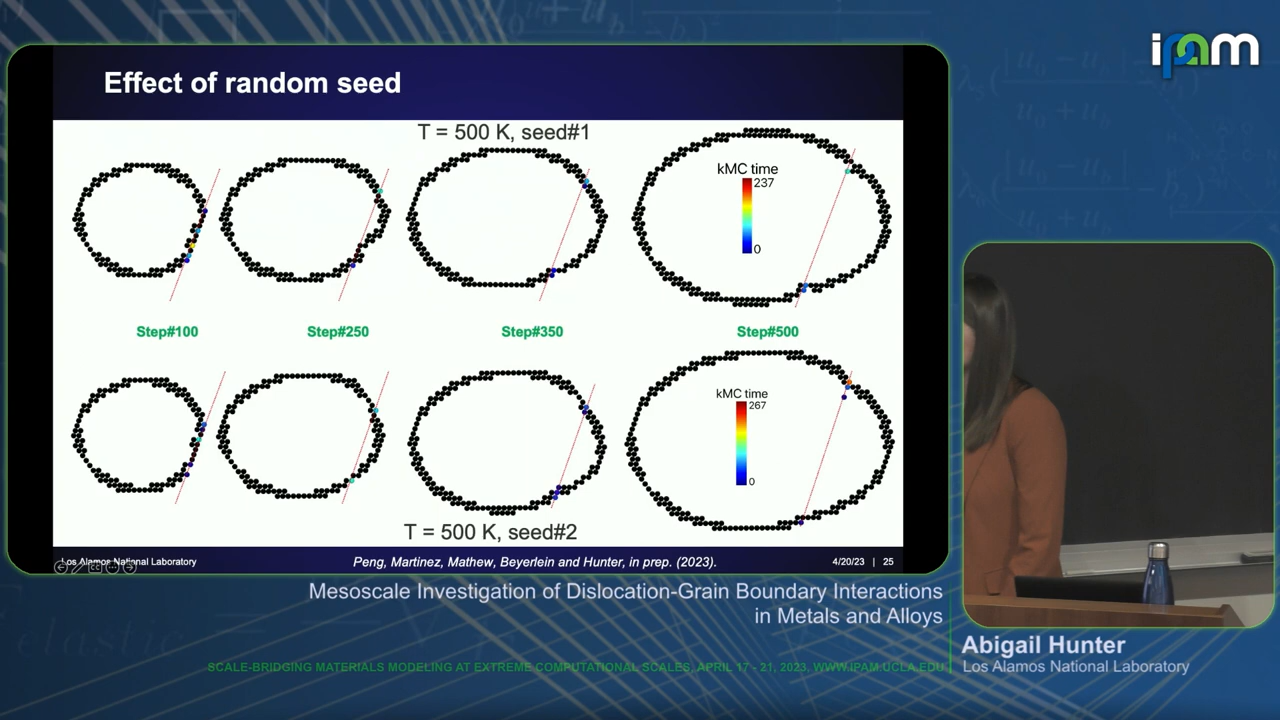 ipam
Effect of random seed
T = 500 K, seed#1
kMC time
237
0
Step#100
Step#250
Step#350
Step#500
kMC time
267
0
T = 500 K, seed#2
Los Alamos National Laboratory
Peng, Martinez, Mathew, Beyerlein and Hunter, in prep. (2023).
4/20/23 | 25
Mesoscale Investigation of Dislocation-Grain Boundary Interactions
in Metals and Alloys
Abigail Hunter
Los Alamos National Laboratory
SCALE-BRIDGING MATERIALS MODELING AT EXTREME COMPUTATIONAL SCALES, APRIL 17 - 21, 2023, WWW.IPAM.UCLA.EDU
elastic